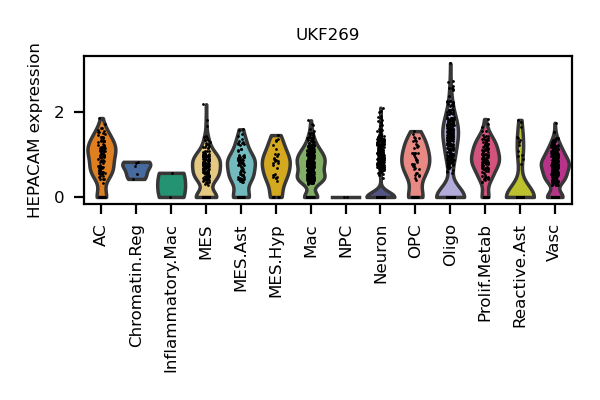 UKF269
HEPACAM expression
2
0
AC
Chromatin.Reg
Inflammatory.Mac
MES
MES.Ast
MES.Hyp
Mac
NPC
Neuron
OPC
Oligo
Prolif.Metab
Reactive.Ast
Vasc